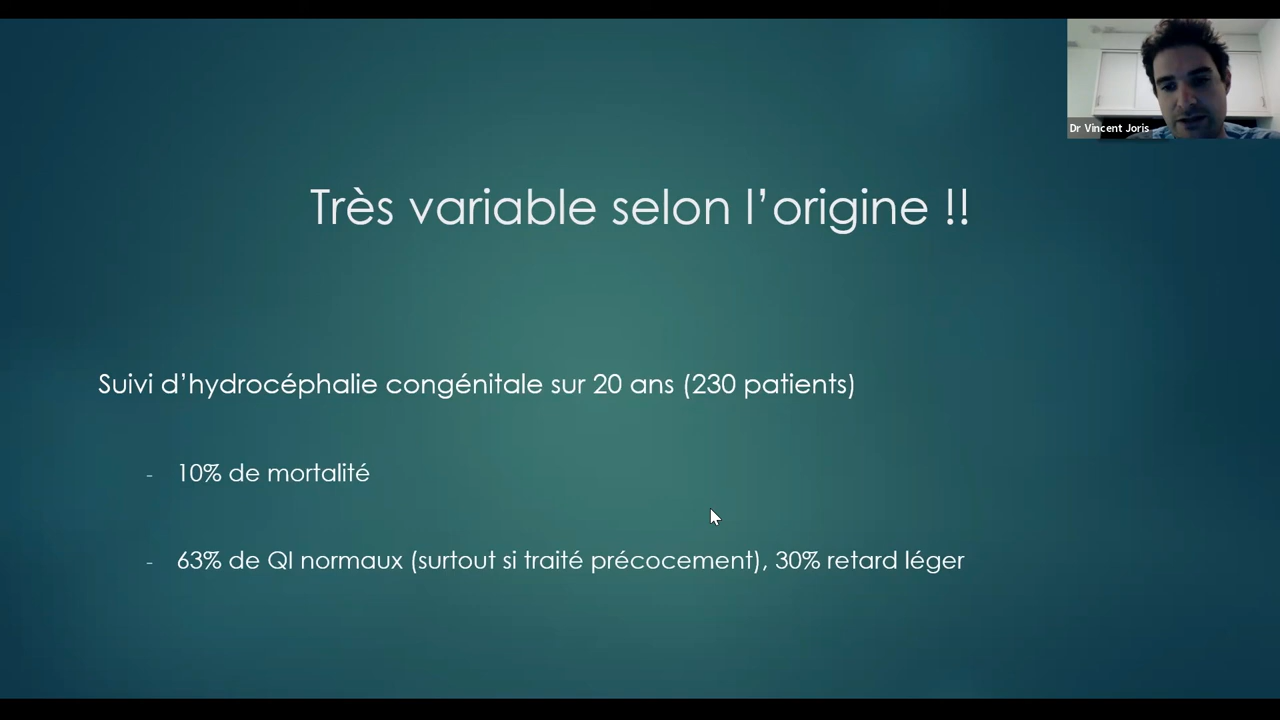 Dr Vincent Joris
Très variable selon l’origine !!
Suivi d’hydrocéphalie congénitale sur 20 ans (230 patients)
- 10% de mortalité
- 63% de QI normaux (surtout si traité précocement), 30% retard léger